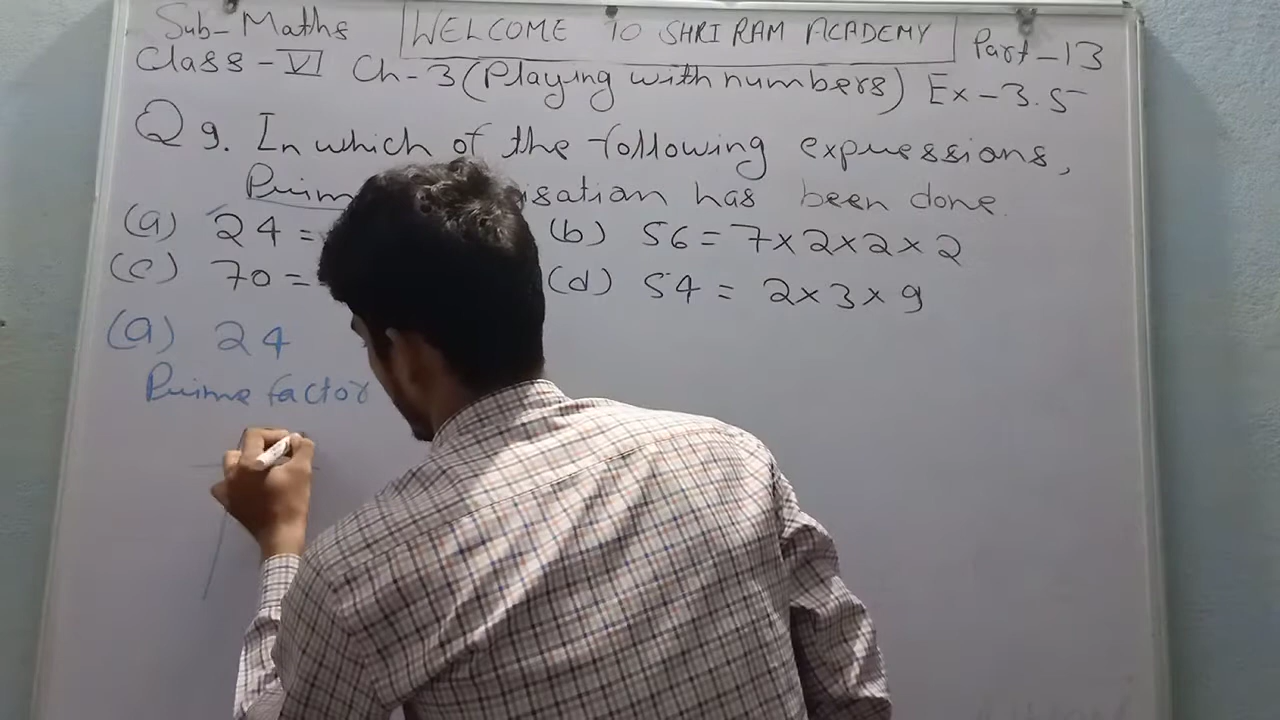 Sub-Maths WELCOME TO SHRI RAM ACADEMY Part-13
Class-VI Ch-3 (Playing with numbers) Ex-3.5
Q 9. In which of the following expressions,
has been done.
(a) 24 = (b) 56 = 7×2×2×2
(c) 70 = (d) 54 = 2×3×9
(a) 24
Prime factor